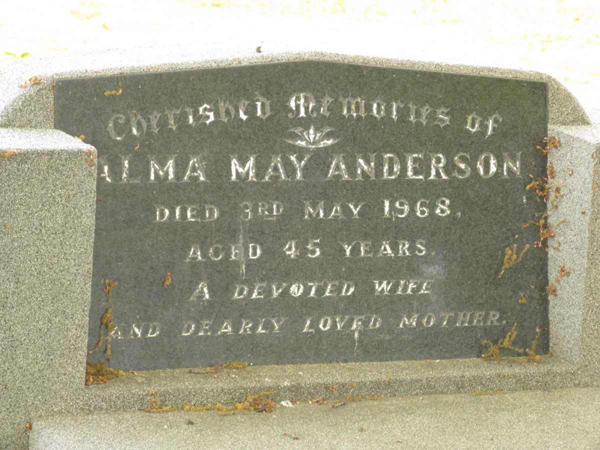 Cherished Memories of
ALMA MAY ANDERSON
DIED 3RD MAY 1968,
AGED 45 YEARS.
A DEVOTED WIFE
AND DEARLY LOVED MOTHER.